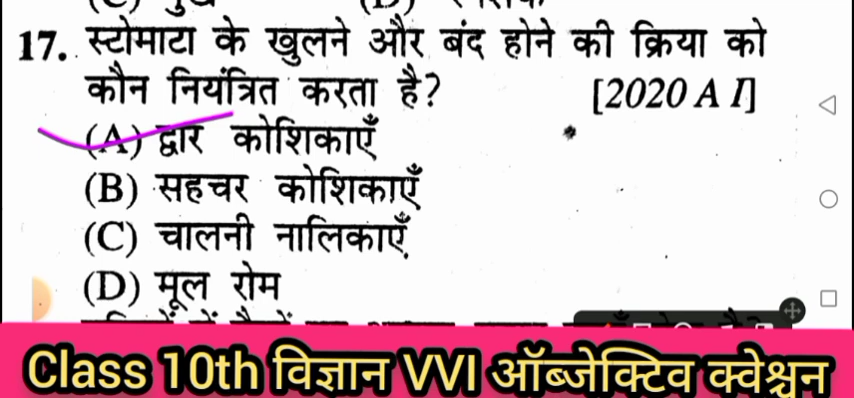 17. स्टोमाटा के खुलने और बंद होने की क्रिया को
कौन नियंत्रित करता है? [2020 A I]
(A) द्वार कोशिकाएँ
(B) सहचर कोशिकाएँ
(C) चालनी नालिकाएँ
(D) मूल रोम
Class 10th विज्ञान VVI ऑब्जेक्टिव क्वेश्चन